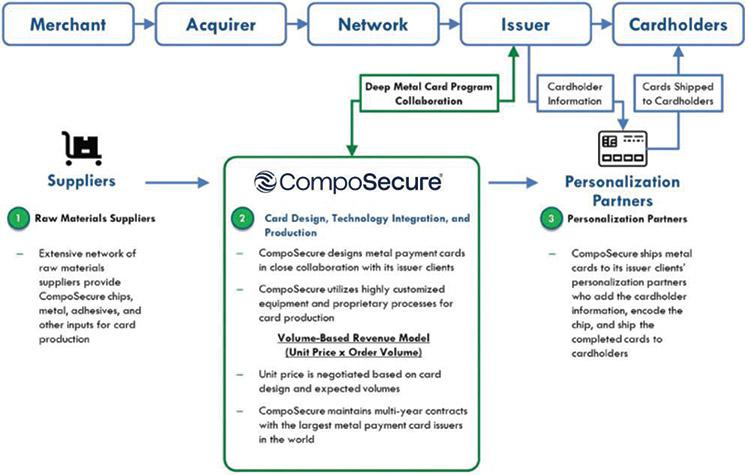 Merchant
Acquirer
Network
Issuer
Cardholders
Deep Metal Card Program
Collaboration
Cardholder
Information
Cards Shipped
to Cardholders
Suppliers
CompoSecure®
Personalization
Partners
1 Raw Materials Suppliers
– Extensive network of
raw materials
suppliers provide
CompoSecure chips,
metal, adhesives, and
other inputs for card
production
2 Card Design, Technology Integration, and
Production
– CompoSecure designs metal payment cards
in close collaboration with its issuer clients
– CompoSecure utilizes highly customized
equipment and proprietary processes for
card production
Volume-Based Revenue Model
(Unit Price x Order Volume)
– Unit price is negotiated based on card
design and expected volumes
– CompoSecure maintains multi-year contracts
with the largest metal payment card issuers
in the world
3 Personalization Partners
– CompoSecure ships metal
cards to its issuer clients'
personalization partners
who add the cardholder
information, encode the
chip, and ship the
completed cards to
cardholders